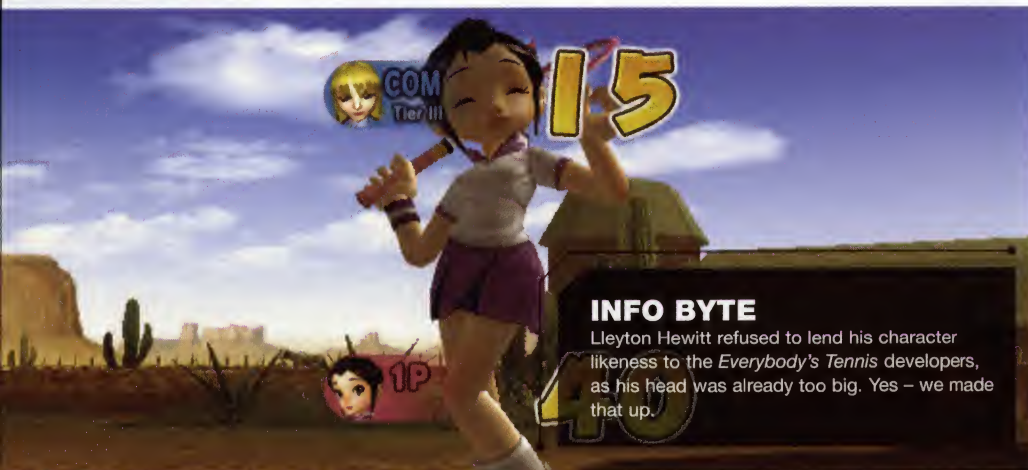 COM
15
Tier III
1P
40
INFO BYTE
Lleyton Hewitt refused to lend his character
likeness to the Everybody's Tennis developers,
as his head was already too big. Yes – we made
that up.